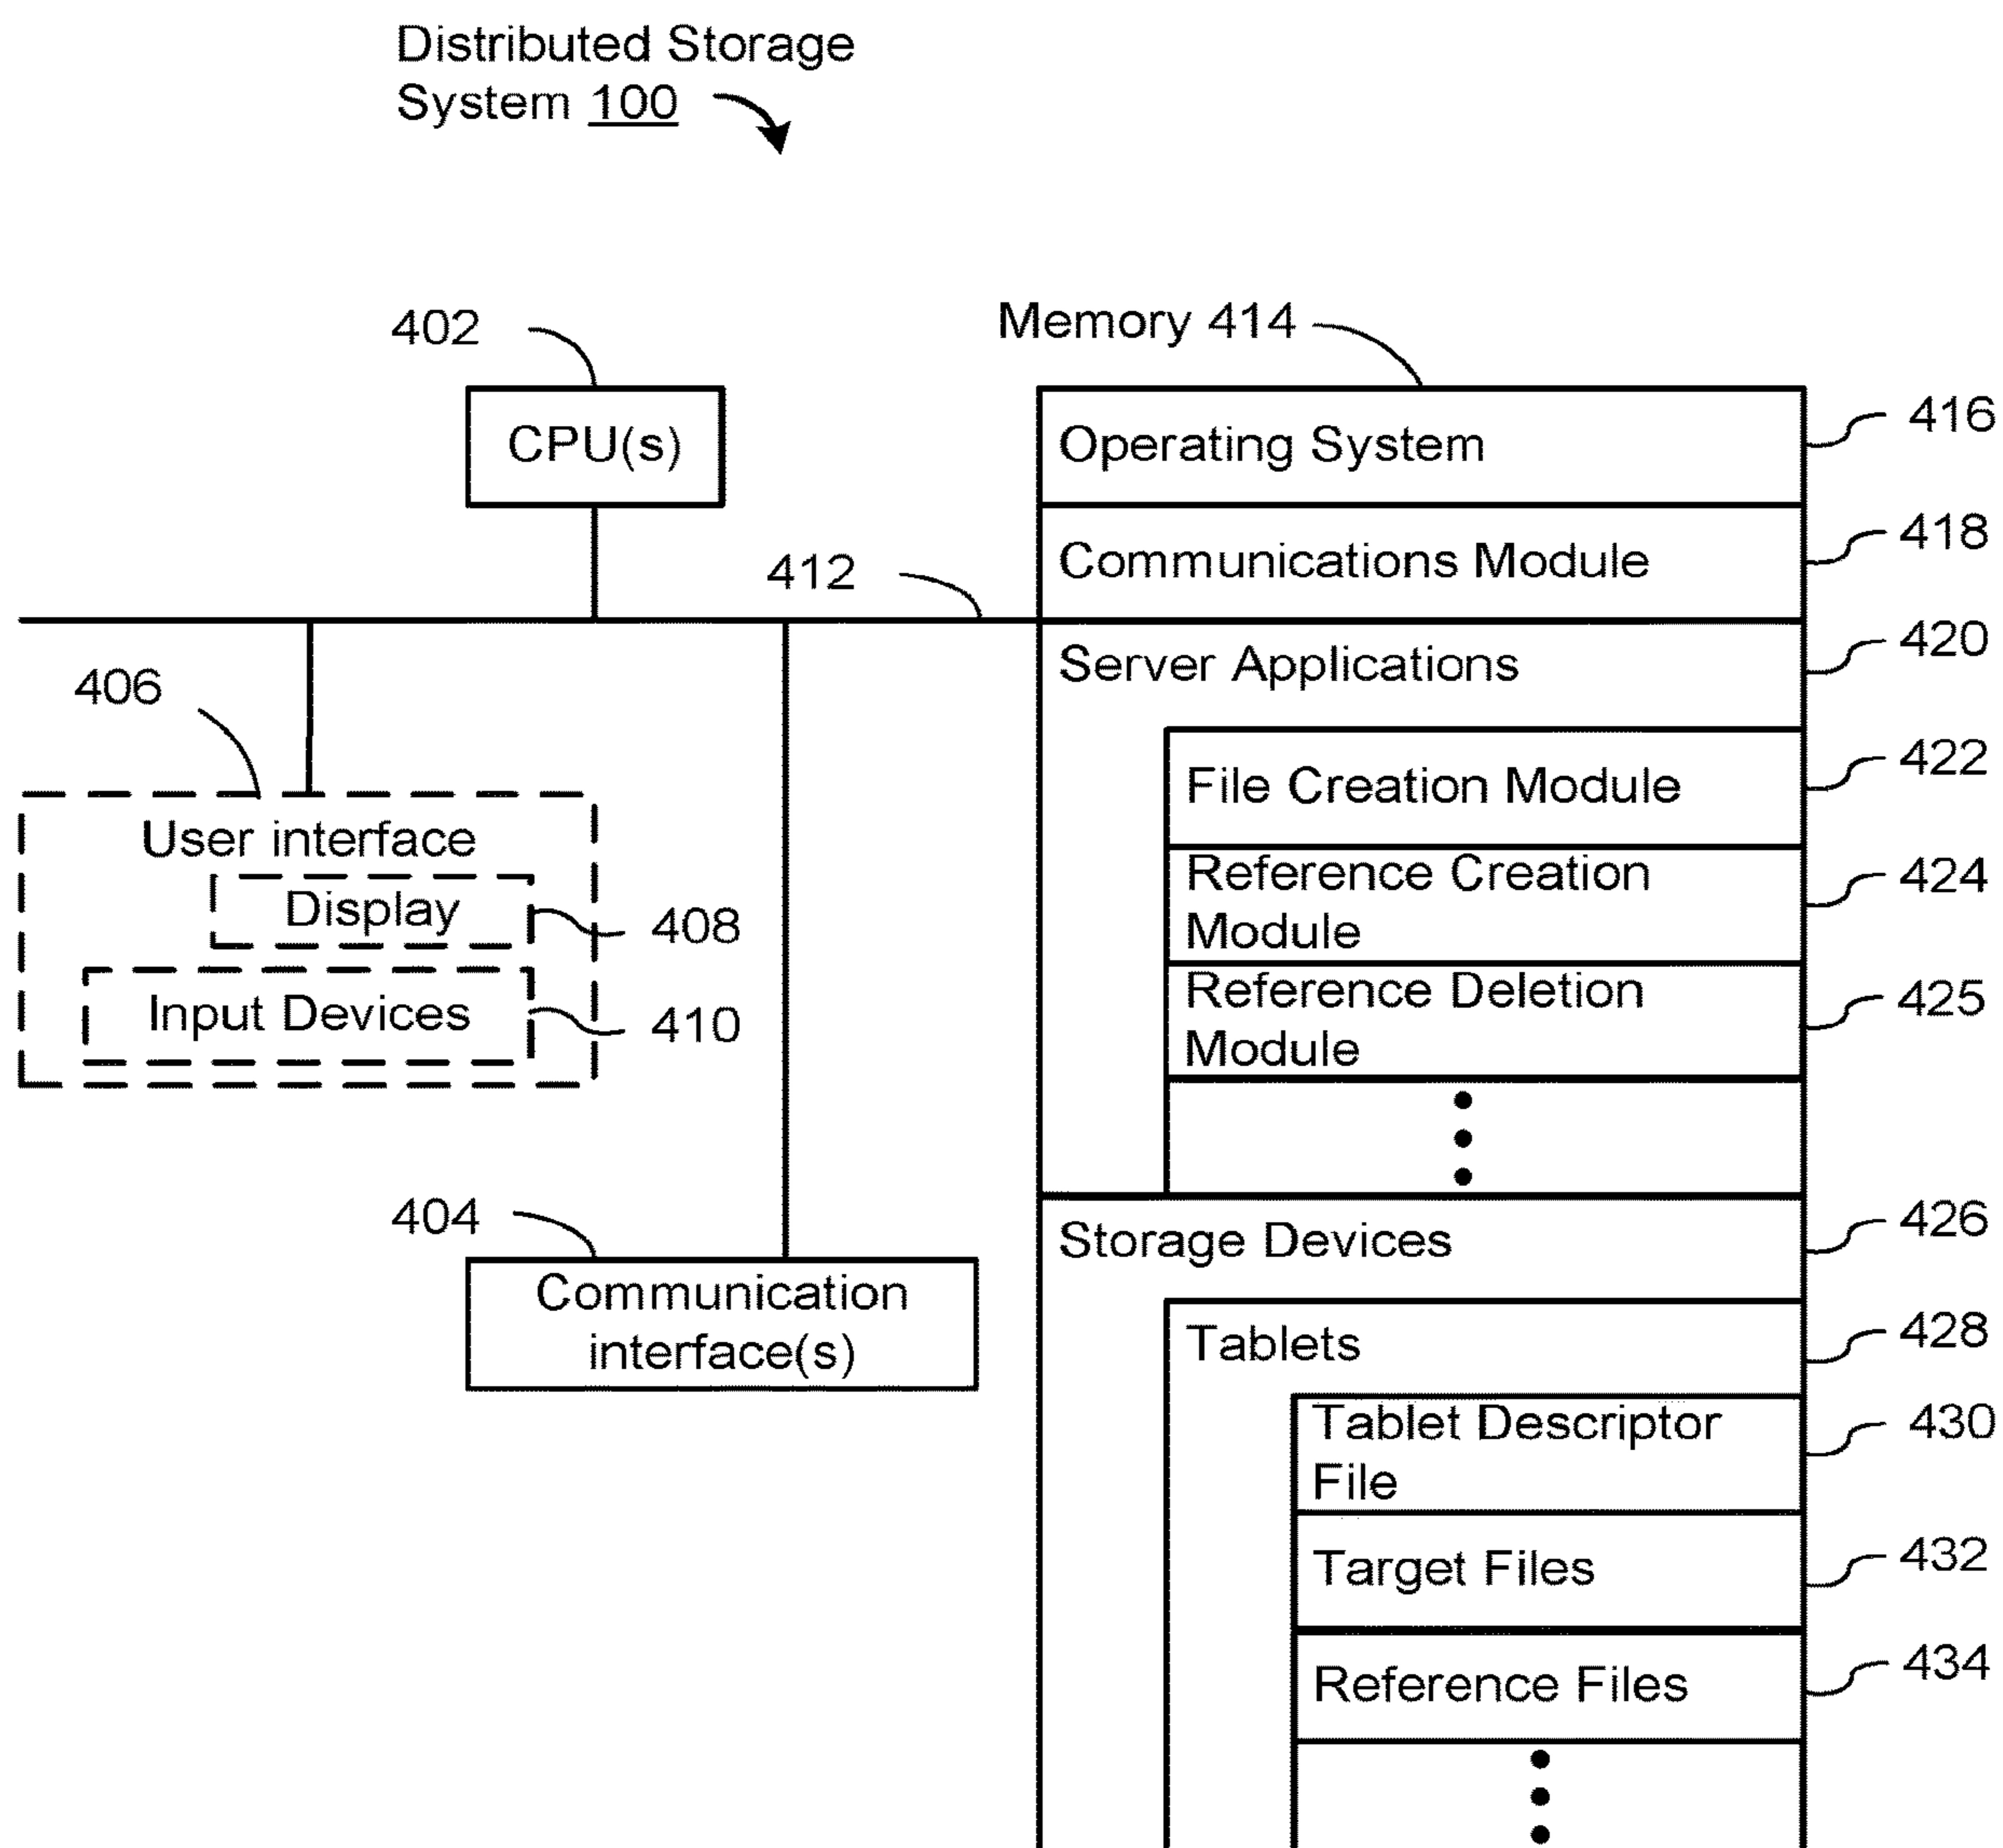 Distributed Storage
System 100
402
Memory 414
CPU(s)
Operating System
416
Communications Module
418
412
Server Applications
420
406
File Creation Module
422
User interface
Display
408
Input Devices
410
Reference Creation
Module
424
Reference Deletion
Module
425
404
Communication
interface(s)
Storage Devices
426
Tablets
428
Tablet Descriptor
File
430
Target Files
432
Reference Files
434